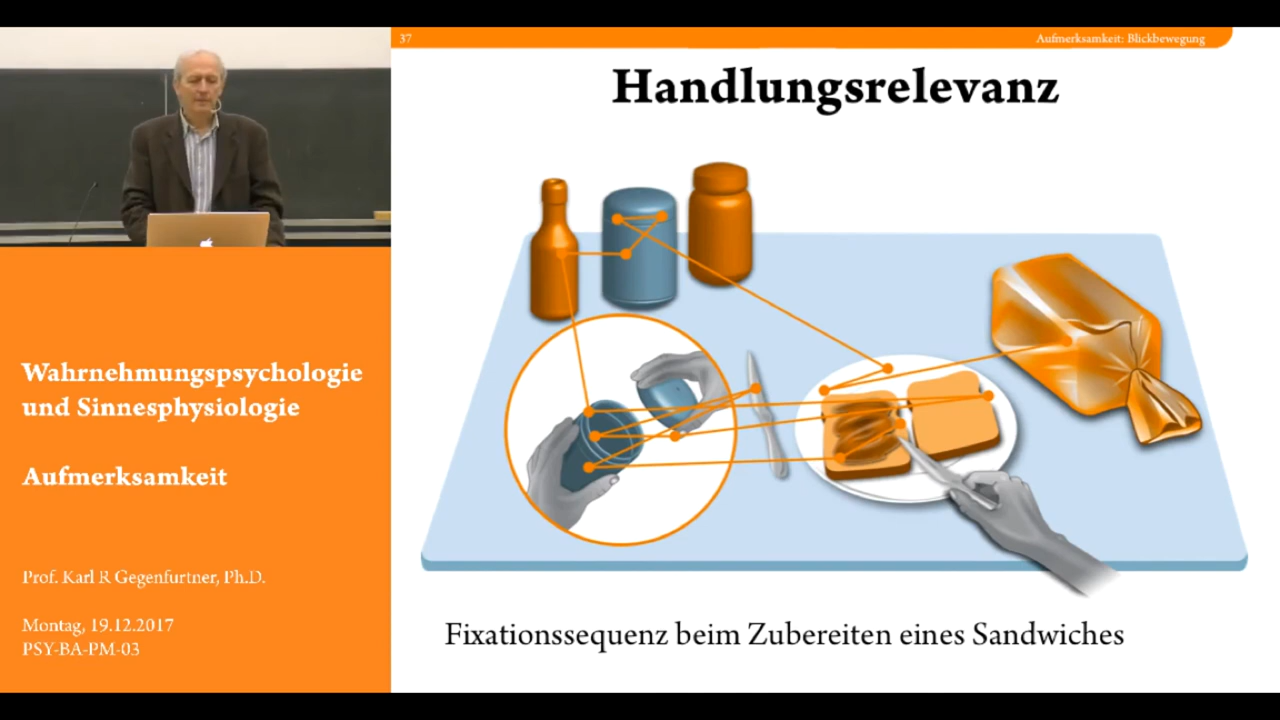 37
Aufmerksamkeit: Blickbewegung
Handlungsrelevanz
Wahrnehmungspsychologie
und Sinnesphysiologie
Aufmerksamkeit
Prof. Karl R Gegenfurtner, Ph.D.
Montag, 19.12.2017
PSY-BA-PM-03
Fixationssequenz beim Zubereiten eines Sandwiches